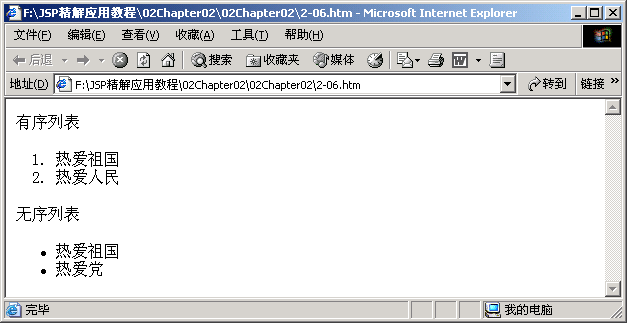 F:\JSP精解应用教程\02Chapter02\02Chapter02\2-06.htm - Microsoft Internet Explorer
文件(F) 编辑(E) 查看(V) 收藏(A) 工具(T) 帮助(H)
后退 搜索 收藏夹 媒体
地址(D) F:\JSP精解应用教程\02Chapter02\02Chapter02\2-06.htm 转到 链接 »
有序列表
1. 热爱祖国
2. 热爱人民
无序列表
• 热爱祖国
• 热爱党
完毕 我的电脑